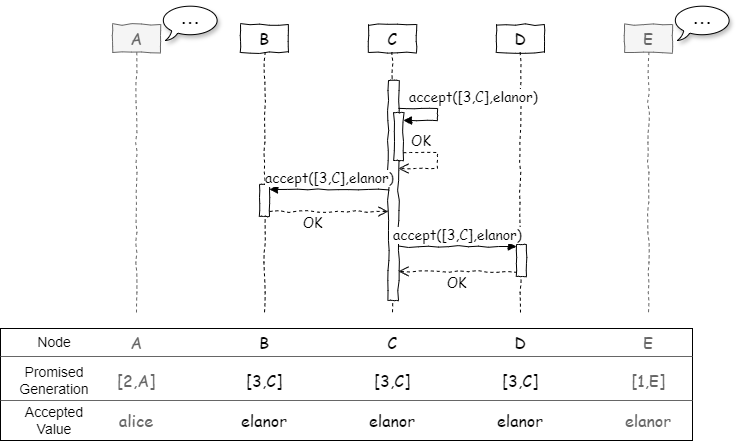 ... ...
A B C D E
accept([3,C],elanor)
OK
accept([3,C],elanor)
OK
accept([3,C],elanor)
OK
Node A B C D E
Promised
Generation [2,A] [3,C] [3,C] [3,C] [1,E]
Accepted
Value alice elanor elanor elanor elanor